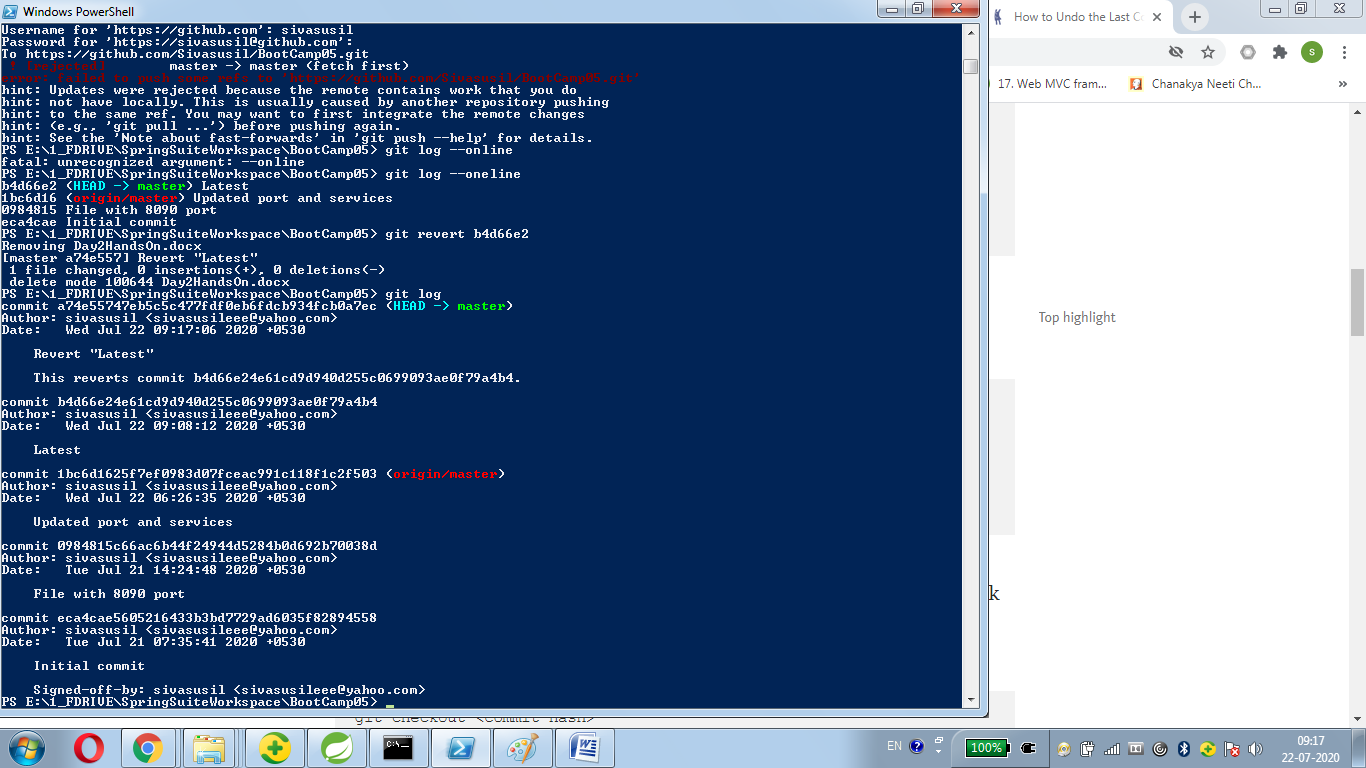 Windows PowerShell
Username for 'https://github.com': sivasusil
Password for 'https://sivasusil@github.com':
To https://github.com/Sivasusil/BootCamp05.git
! [rejected] master -> master (fetch first)
error: failed to push some refs to 'https://github.com/Sivasusil/BootCamp05.git'
hint: Updates were rejected because the remote contains work that you do
hint: not have locally. This is usually caused by another repository pushing
hint: to the same ref. You may want to first integrate the remote changes
hint: (e.g., 'git pull ...') before pushing again.
hint: See the 'Note about fast-forwards' in 'git push --help' for details.
PS E:\1_FDRIVE\SpringSuiteWorkspace\BootCamp05> git log --online
fatal: unrecognized argument: --online
PS E:\1_FDRIVE\SpringSuiteWorkspace\BootCamp05> git log --oneline
b4d66e2 (HEAD -> master) Latest
1bc6d16 (origin/master) Updated port and services
0984815 File with 8090 port
eca4cae Initial commit
PS E:\1_FDRIVE\SpringSuiteWorkspace\BootCamp05> git revert b4d66e2
Removing Day2HandsOn.docx
[master a74e557] Revert "Latest"
1 file changed, 0 insertions(+), 0 deletions(-)
delete mode 100644 Day2HandsOn.docx
PS E:\1_FDRIVE\SpringSuiteWorkspace\BootCamp05> git log
commit a74e55747eb5c5c477fdf0eb6fdcb934fcb0a7ec (HEAD -> master)
Author: sivasusil <sivasusileee@yahoo.com>
Date:   Wed Jul 22 09:17:06 2020 +0530
Revert "Latest"
This reverts commit b4d66e24e61cd9d940d255c0699093ae0f79a4b4.
commit b4d66e24e61cd9d940d255c0699093ae0f79a4b4
Author: sivasusil <sivasusileee@yahoo.com>
Date:   Wed Jul 22 09:08:12 2020 +0530
Latest
commit 1bc6d1625f7ef0983d07fceac991c118f1c2f503 (origin/master)
Author: sivasusil <sivasusileee@yahoo.com>
Date:   Wed Jul 22 06:26:35 2020 +0530
Updated port and services
commit 0984815c66ac6b44f24944d5284b0d692b70038d
Author: sivasusil <sivasusileee@yahoo.com>
Date:   Tue Jul 21 14:24:48 2020 +0530
File with 8090 port
commit eca4cae5605216433b3bd7729ad6035f82894558
Author: sivasusil <sivasusileee@yahoo.com>
Date:   Tue Jul 21 07:35:41 2020 +0530
Initial commit
Signed-off-by: sivasusil <sivasusileee@yahoo.com>
PS E:\1_FDRIVE\SpringSuiteWorkspace\BootCamp05>
How to Undo the Last Co
S
17. Web MVC fram...
Chanakya Neeti Ch...
»
Top highlight
k
git checkout <commit hash>
C:\.
W
EN
100%
09:17
22-07-2020